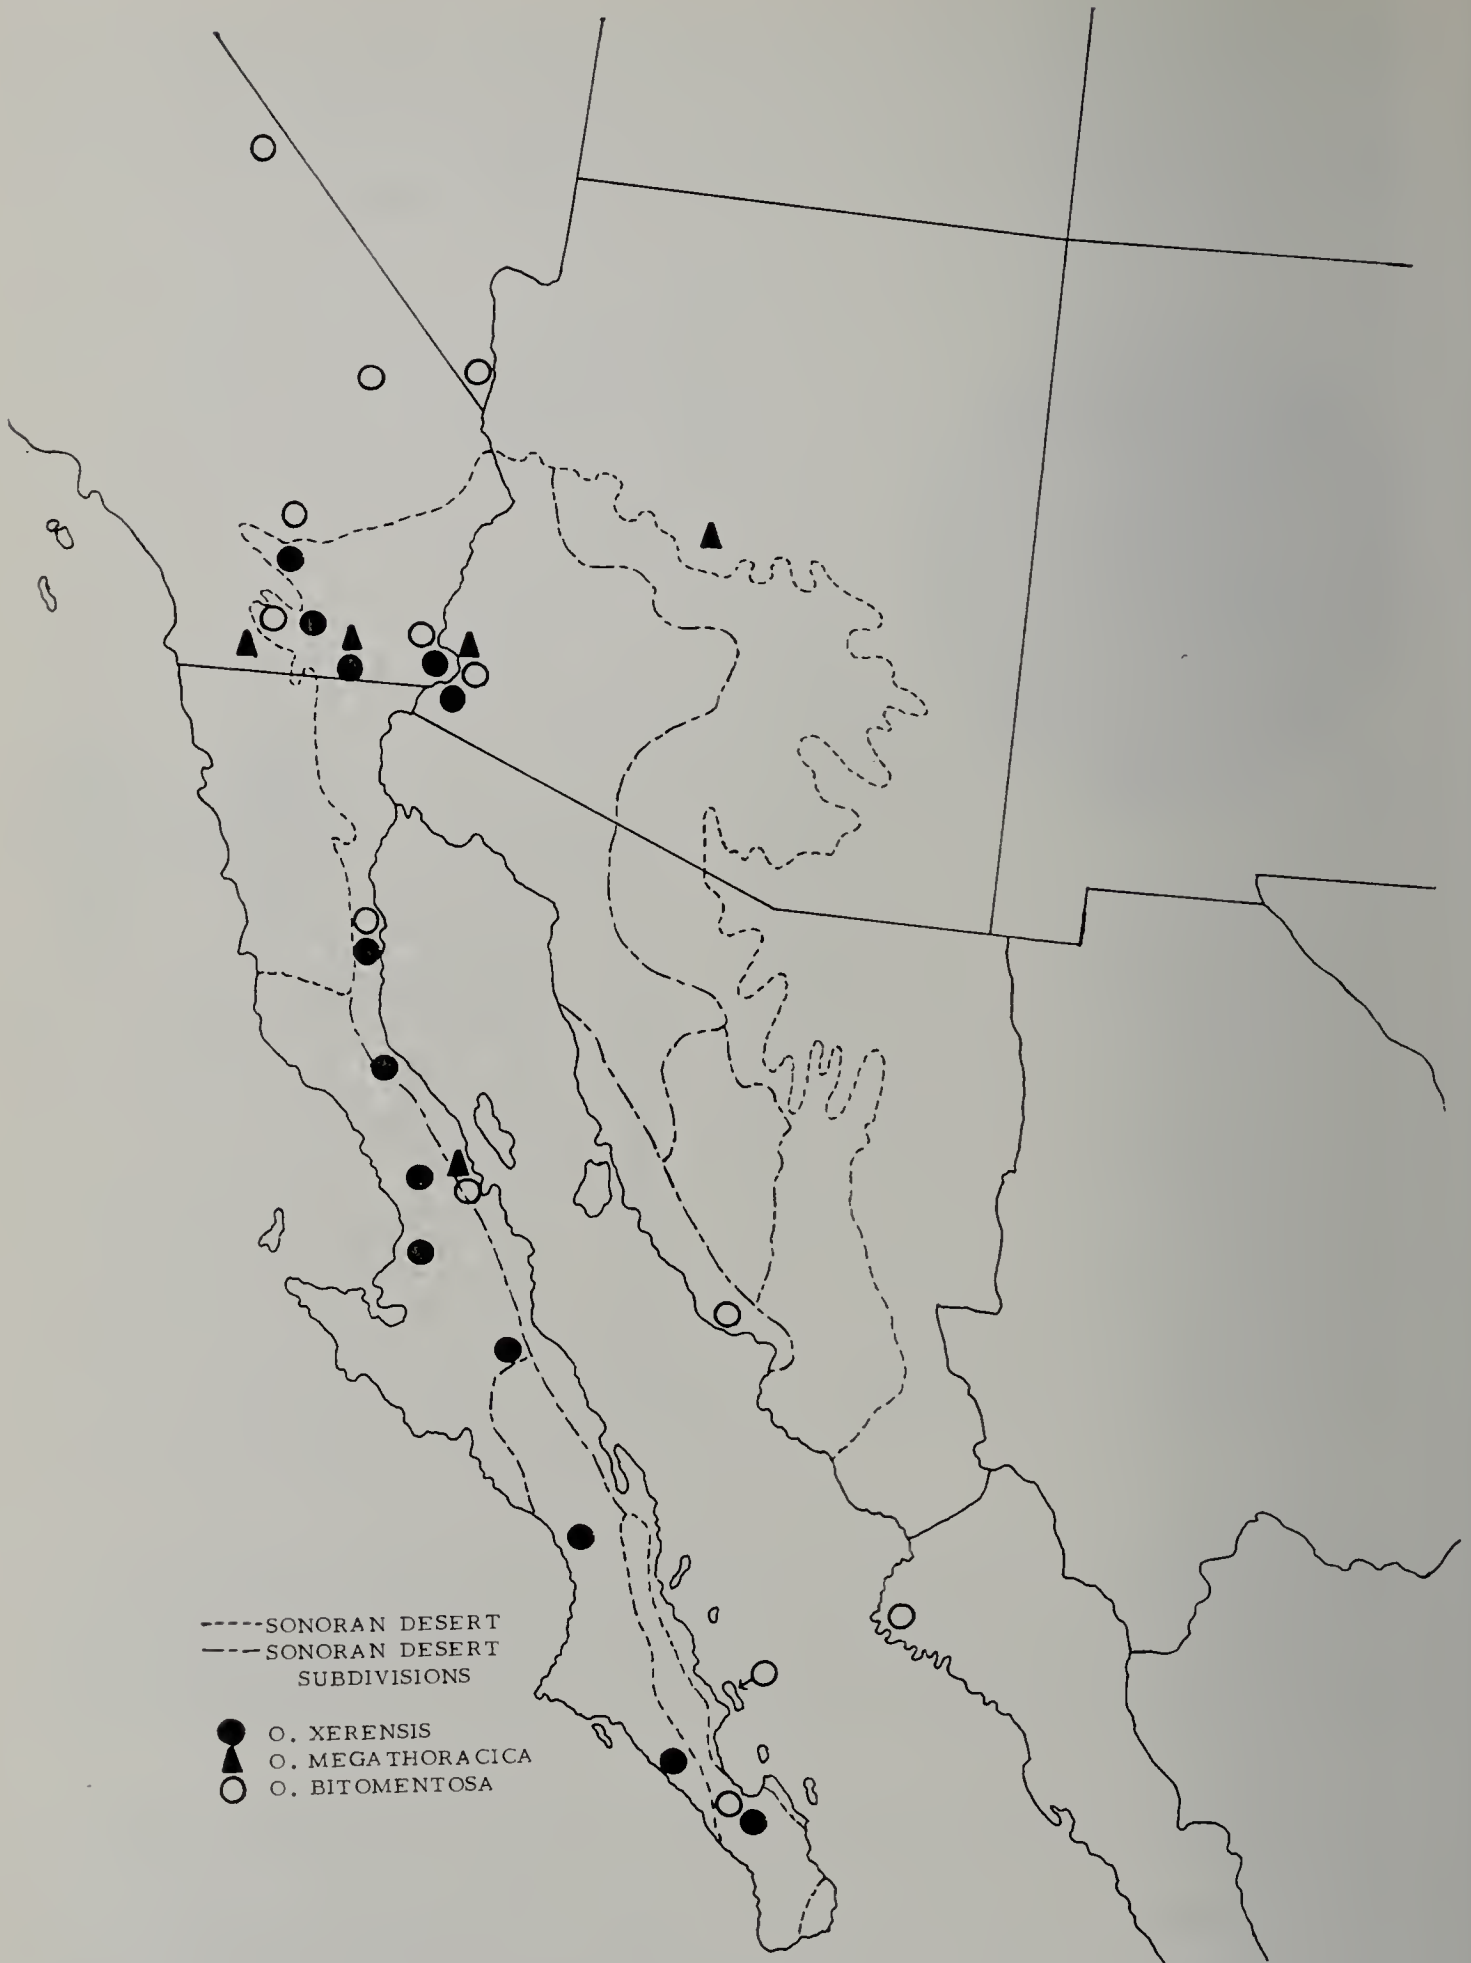 SONORAN DESERT
SONORAN DESERT
SUBDIVISIONS
O. XERENSIS
O. MEGATHORACICA
O. BITOMENTOSA